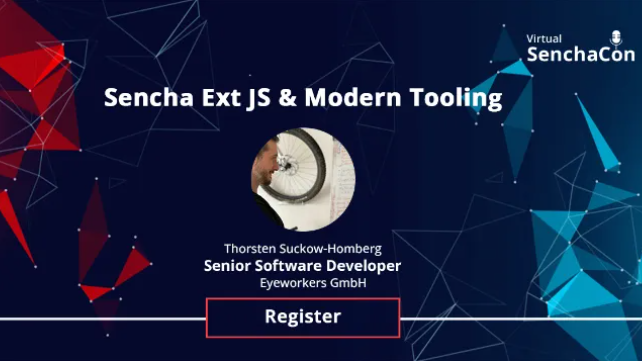 Virtual
SenchaCon
Sencha Ext JS & Modern Tooling
Thorsten Suckow-Homberg
Senior Software Developer
Eyeworkers GmbH
Register